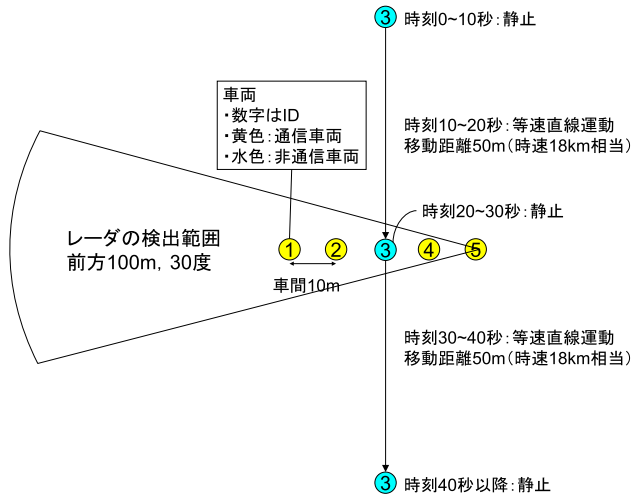 3
時刻0~10秒：静止
車両
・数字はID
・黄色：通信車両
・水色：非通信車両
時刻10~20秒：等速直線運動
移動距離50m（時速18km相当）
時刻20~30秒：静止
レーダの検出範囲
前方100m，30度
1 2 3 4 5
車間10m
時刻30~40秒：等速直線運動
移動距離50m（時速18km相当）
3
時刻40秒以降：静止